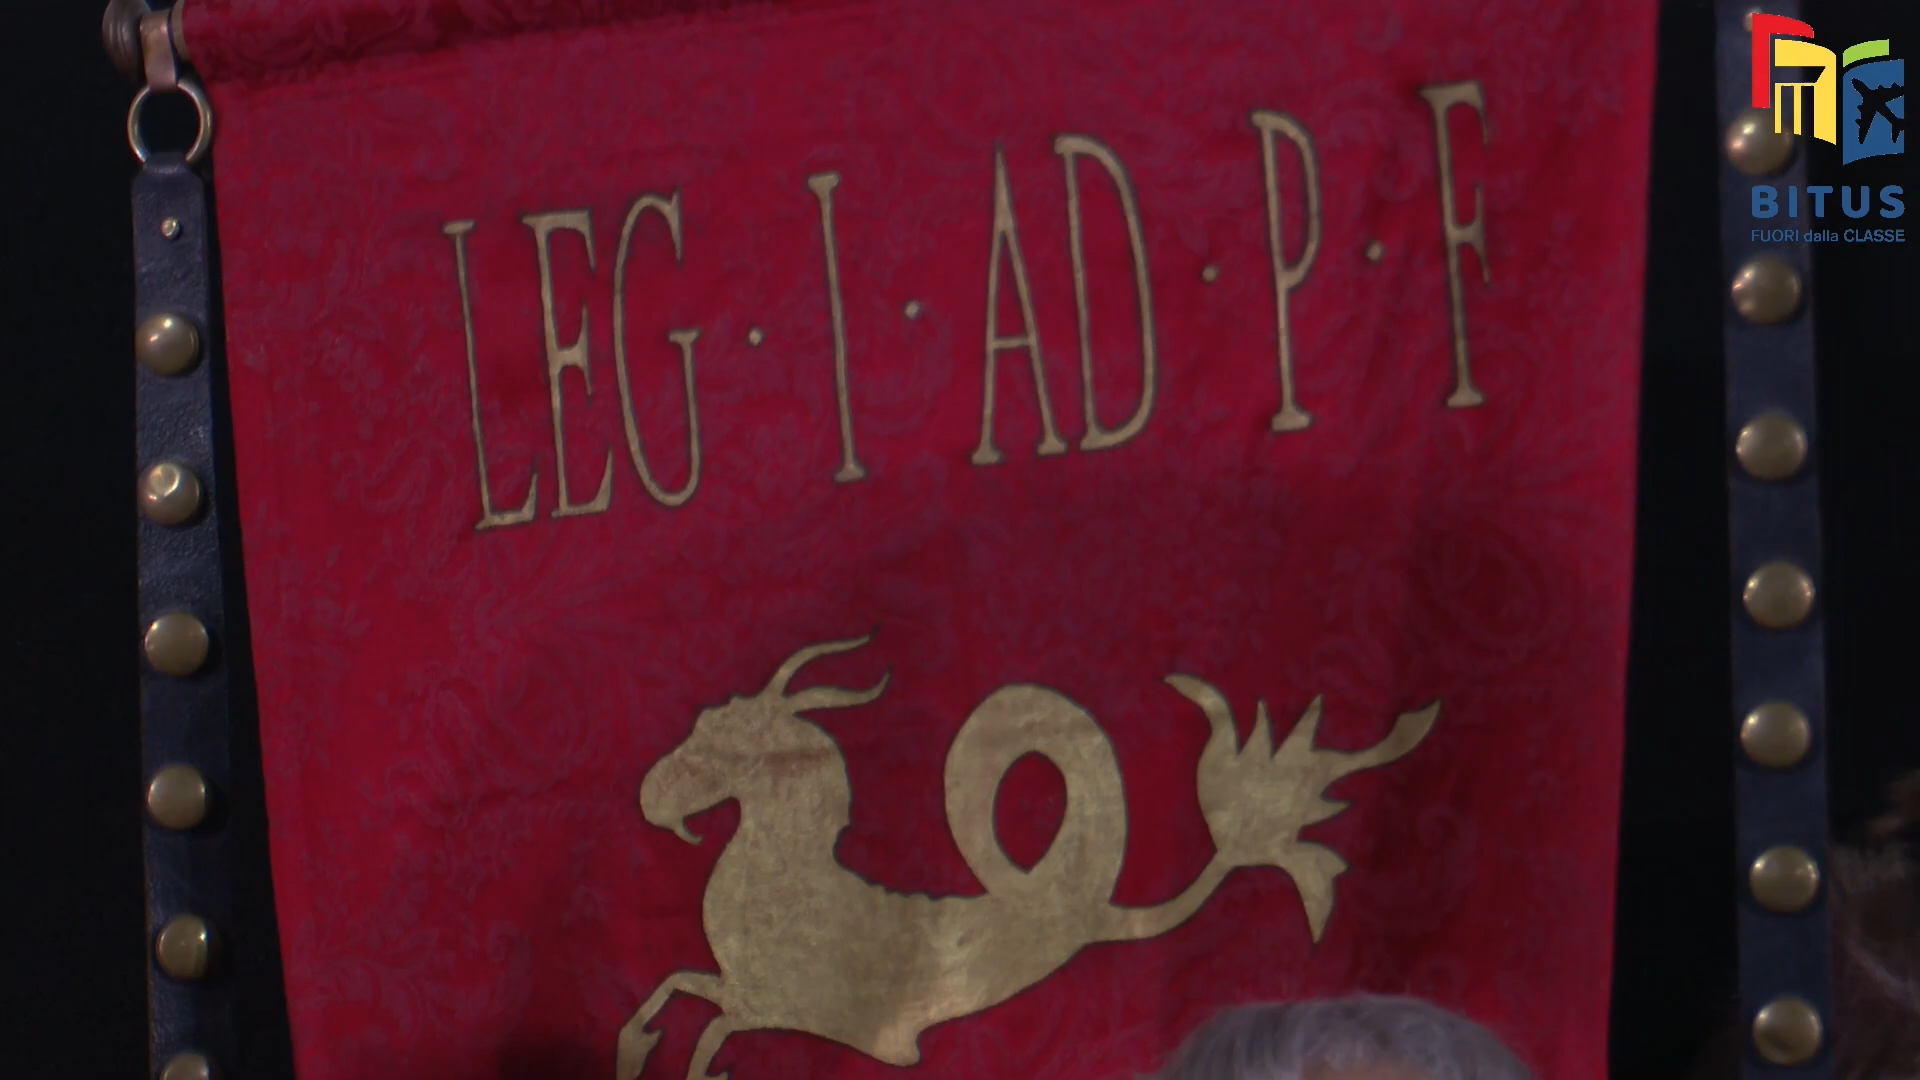 LEG · I · AD · P · F
BITUS
FUORI dalla CLASSE